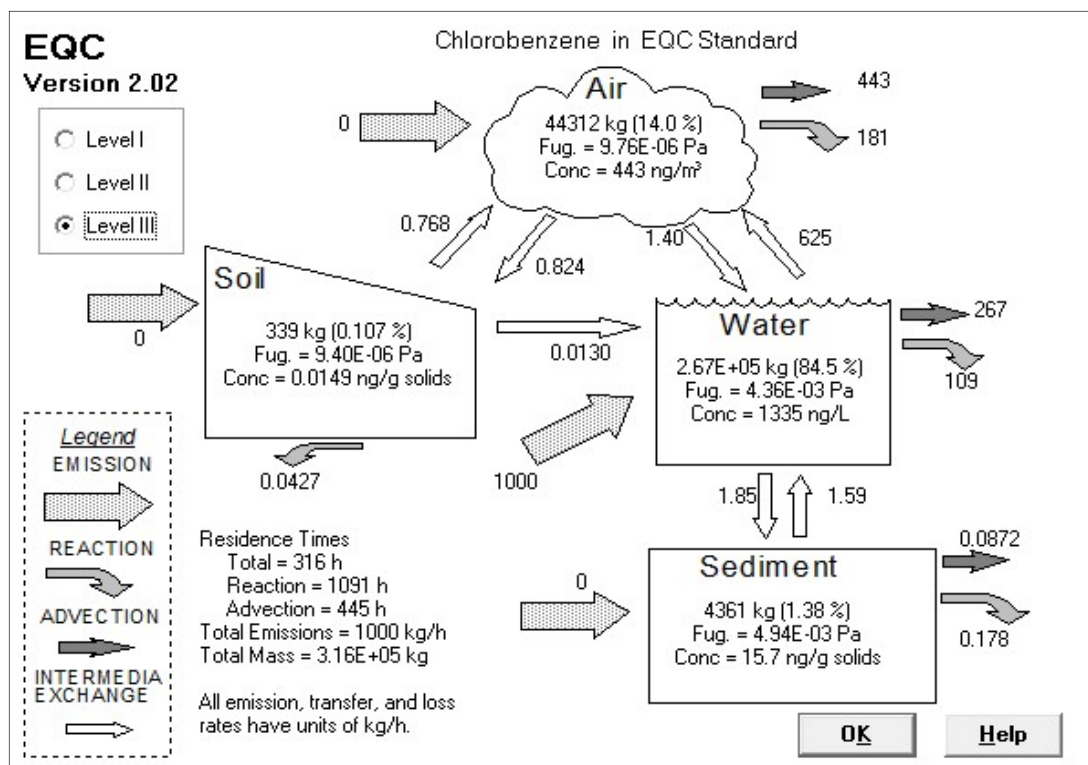 EQC
Version 2.02
Chlorobenzene in EQC Standard
Level I
Level II
Level III
0
Air
44312 kg (14.0 %)
Fug. = 9.76E-06 Pa
Conc = 443 ng/m³
443
181
0.768
0.824
1.40
625
0
Soil
339 kg (0.107 %)
Fug. = 9.40E-06 Pa
Conc = 0.0149 ng/g solids
0.0130
0.0427
1000
Water
2.67E+05 kg (84.5 %)
Fug. = 4.36E-03 Pa
Conc = 1335 ng/L
267
109
1.85
1.59
Legend
EMISSION
REACTION
ADVECTION
INTERMEDIA
EXCHANGE
Residence Times
Total = 316 h
Reaction = 1091 h
Advection = 445 h
Total Emissions = 1000 kg/h
Total Mass = 3.16E+05 kg
All emission, transfer, and loss
rates have units of kg/h.
0
Sediment
4361 kg (1.38 %)
Fug. = 4.94E-03 Pa
Conc = 15.7 ng/g solids
0.0872
0.178
OK
Help